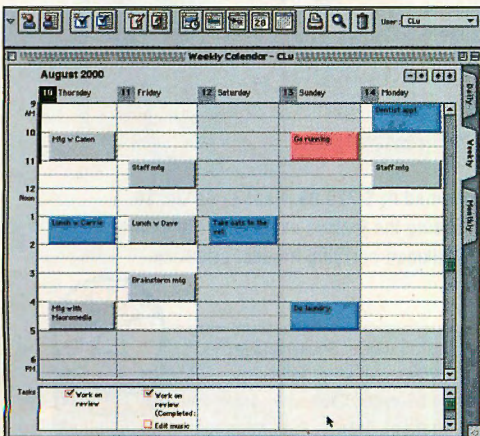 28
User: CLu
Weekly Calendar - CLu
August 2000
10 Thursday 11 Friday 12 Saturday 13 Sunday 14 Monday
Daily
Weekly
Monthly
9
AM
Dentist appt.
10
Mtg w Canon
Go running
11
Staff mtg
Staff mtg
12
Noon
1
Lunch w Carrie
Lunch w Dave
Take cats to the
vet
2
3
Brainstorm mtg
4
Mtg with
Macromedia
Do laundry
5
6
PM
Tasks
Work on
review
Work on
review
(Completed:
Edit music